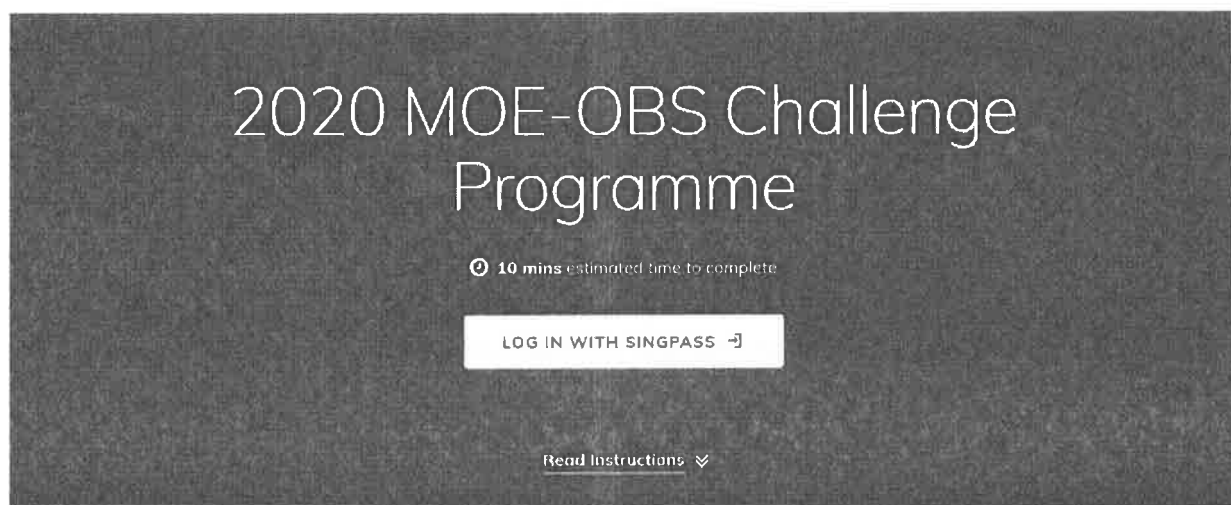 2020 MOE-OBS Challenge
Programme
10 mins estimated time to complete
LOG IN WITH SINGPASS
Read Instructions